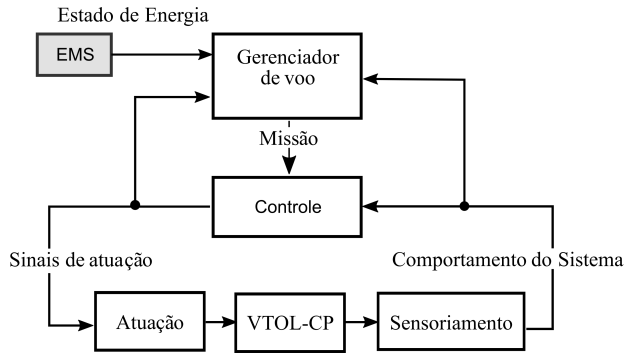 Estado de Energia
EMS
Gerenciador
de voo
Missão
Controle
Sinais de atuação
Comportamento do Sistema
Atuação
VTOL-CP
Sensoriamento